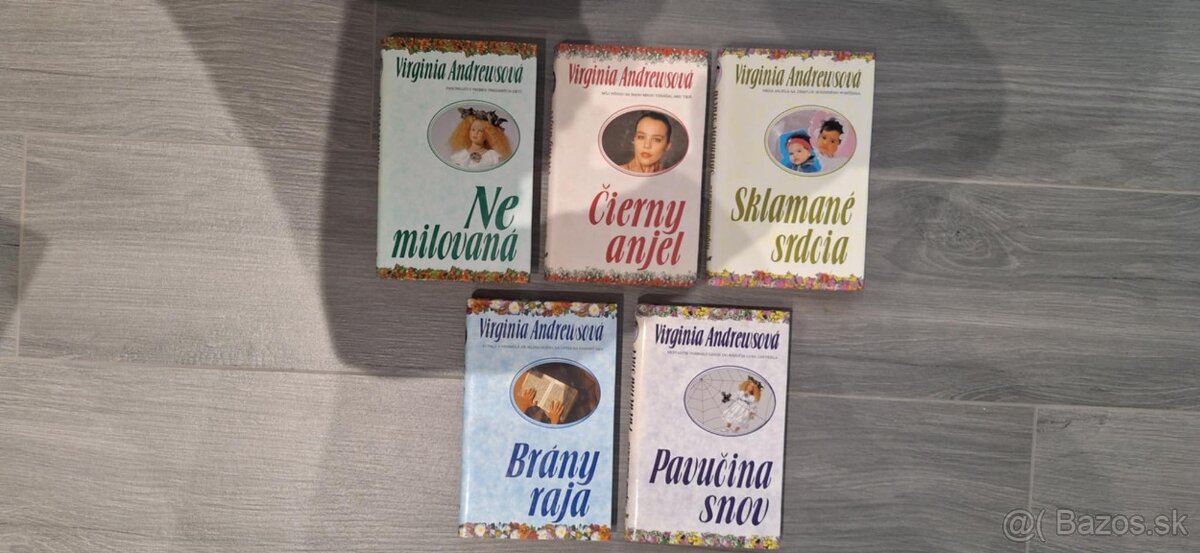 Virginia Andrewsová
Ne
milovaná
Virginia Andrewsová
Čierny
anjel
Virginia Andrewsová
Sklamané
srdcia
Virginia Andrewsová
Brány
raja
Virginia Andrewsová
Pavučina
snov
@( Bazos.sk